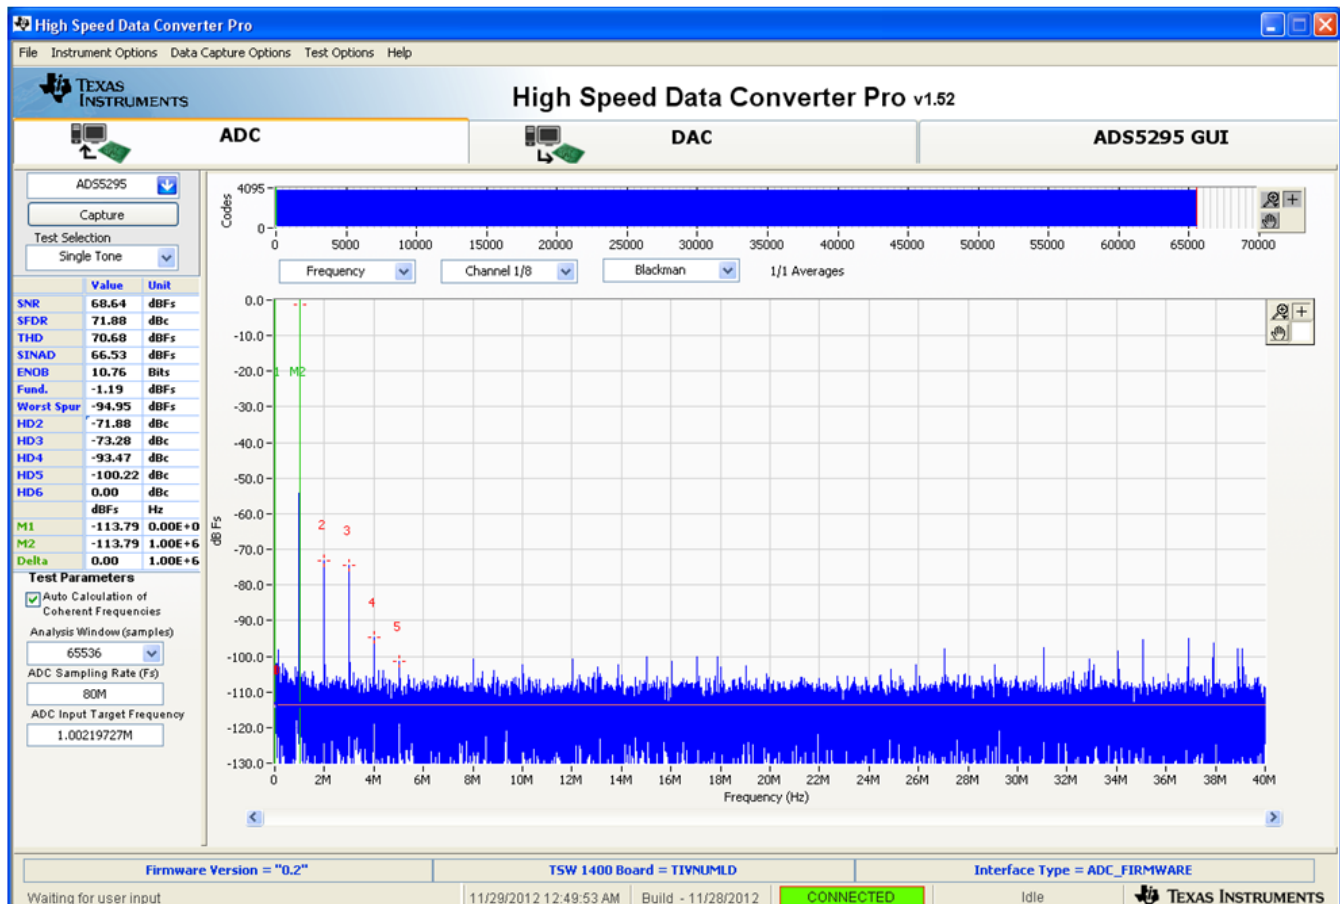 High Speed Data Converter Pro
File Instrument Options Data Capture Options Test Options Help
TEXAS INSTRUMENTS
High Speed Data Converter Pro v1.52
ADC
DAC
ADS5295 GUI
ADS5295
Capture
Test Selection
Single Tone
Value Unit
SNR 68.64 dBFs
SFDR 71.88 dBc
THD 70.68 dBFs
SINAD 66.53 dBFs
ENOB 10.76 Bits
Fund. -1.19 dBFs
Worst Spur -94.95 dBFs
HD2 -71.88 dBc
HD3 -73.28 dBc
HD4 -93.47 dBc
HD5 -100.22 dBc
HD6 0.00 dBc
dBFs Hz
M1 -113.79 0.00E+0
M2 -113.79 1.00E+6
Delta 0.00 1.00E+6
Test Parameters
Auto Calculation of
Coherent Frequencies
Analysis Window (samples)
65536
ADC Sampling Rate (Fs)
80M
ADC Input Target Frequency
1.00219727M
Codes
4095
0
0 5000 10000 15000 20000 25000 30000 35000 40000 45000 50000 55000 60000 65000 70000
Frequency Channel 1/8 Blackman 1/1 Averages
dBFs
0.0
-10.0
-20.0
-30.0
-40.0
-50.0
-60.0
-70.0
-80.0
-90.0
-100.0
-110.0
-120.0
-130.0
1 M2
2
3
4
5
0 2M 4M 6M 8M 10M 12M 14M 16M 18M 20M 22M 24M 26M 28M 30M 32M 34M 36M 38M 40M
Frequency (Hz)
Firmware Version = "0.2"
TSW 1400 Board = TIVNUMLD
Interface Type = ADC_FIRMWARE
Waiting for user input
11/29/2012 12:49:53 AM
Build - 11/28/2012
CONNECTED
Idle
TEXAS INSTRUMENTS